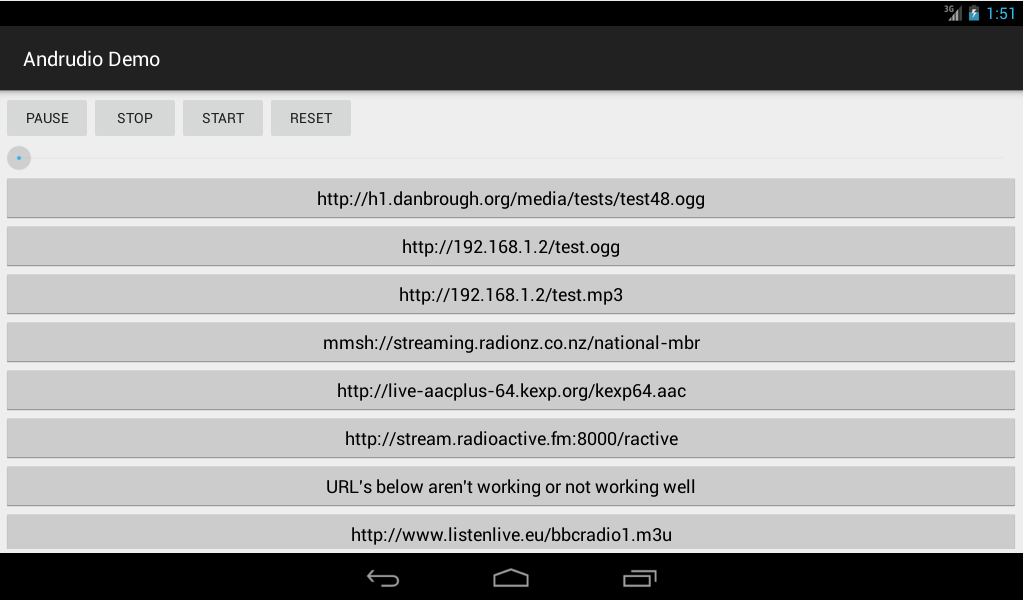 3G 1:51
Andrudio Demo
PAUSE STOP START RESET
http://h1.danbrough.org/media/tests/test48.ogg
http://192.168.1.2/test.ogg
http://192.168.1.2/test.mp3
mmsh://streaming.radionz.co.nz/national-mbr
http://live-aacplus-64.kexp.org/kexp64.aac
http://stream.radioactive.fm:8000/ractive
URL's below aren't working or not working well
http://www.listenlive.eu/bbcradio1.m3u